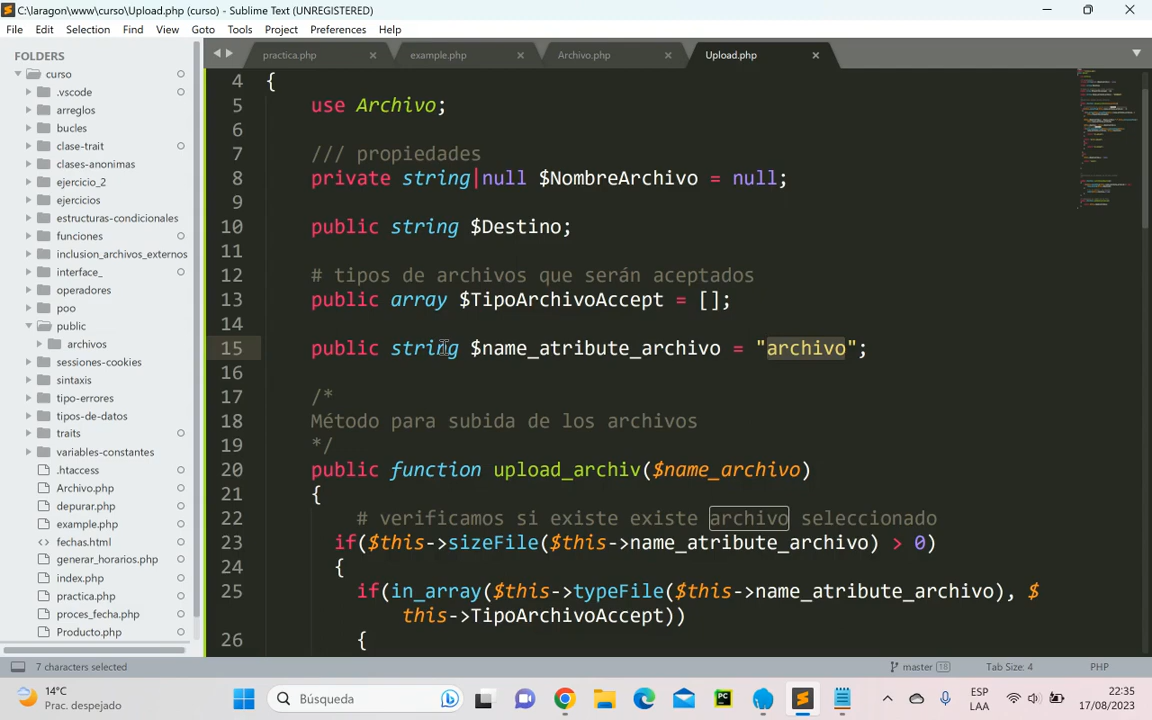 C:\laragon\www\curso\Upload.php (curso) - Sublime Text (UNREGISTERED)
File Edit Selection Find View Goto Tools Project Preferences Help
FOLDERS
curso
.vscode
arreglos
bucles
clase-trait
clases-anonimas
ejercicio_2
ejercicios
estructuras-condicionales
funciones
inclusion_archivos_externos
interface_
operadores
poo
public
archivos
sessiones-cookies
sintaxis
tipo-errores
tipos-de-datos
traits
variables-constantes
.htaccess
Archivo.php
depurar.php
example.php
fechas.html
generar_horarios.php
index.php
practica.php
proces_fecha.php
Producto.php
practica.php example.php Archivo.php Upload.php
4 {
5 use Archivo;
6
7 /// propiedades
8 private string|null $NombreArchivo = null;
9
10 public string $Destino;
11
12 # tipos de archivos que serán aceptados
13 public array $TipoArchivoAccept = [];
14
15 public string $name_atribute_archivo = "archivo";
16
17 /*
18 Método para subida de los archivos
19 */
20 public function upload_archiv($name_archivo)
21 {
22 # verificamos si existe existe archivo seleccionado
23 if($this->sizeFile($this->name_atribute_archivo) > 0)
24 {
25 if(in_array($this->typeFile($this->name_atribute_archivo), $
this->TipoArchivoAccept))
26 {
7 characters selected master 18 Tab Size: 4 PHP
14°C
Parc. despejado
Búsqueda
ESP
LAA
22:35
17/08/2023